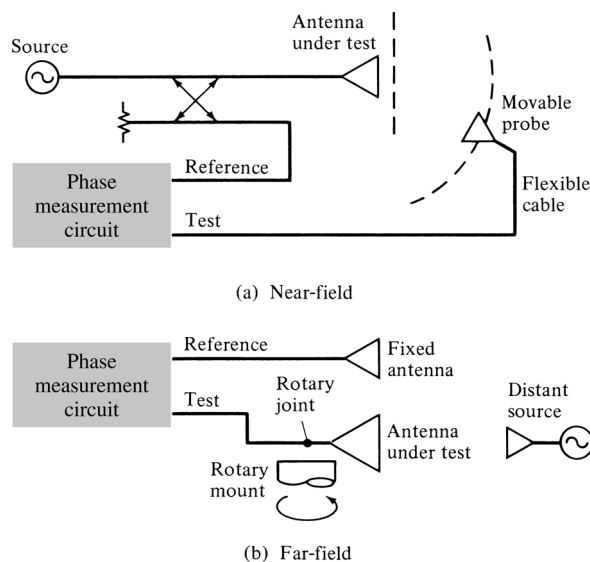 Antenna
under test
Source
Movable
probe
Reference
Phase
measurement
circuit
Flexible
cable
Test
(a) Near-field
Reference
Fixed
antenna
Phase
measurement
circuit
Rotary
joint
Distant
source
Test
Antenna
under test
Rotary
mount
(b) Far-field